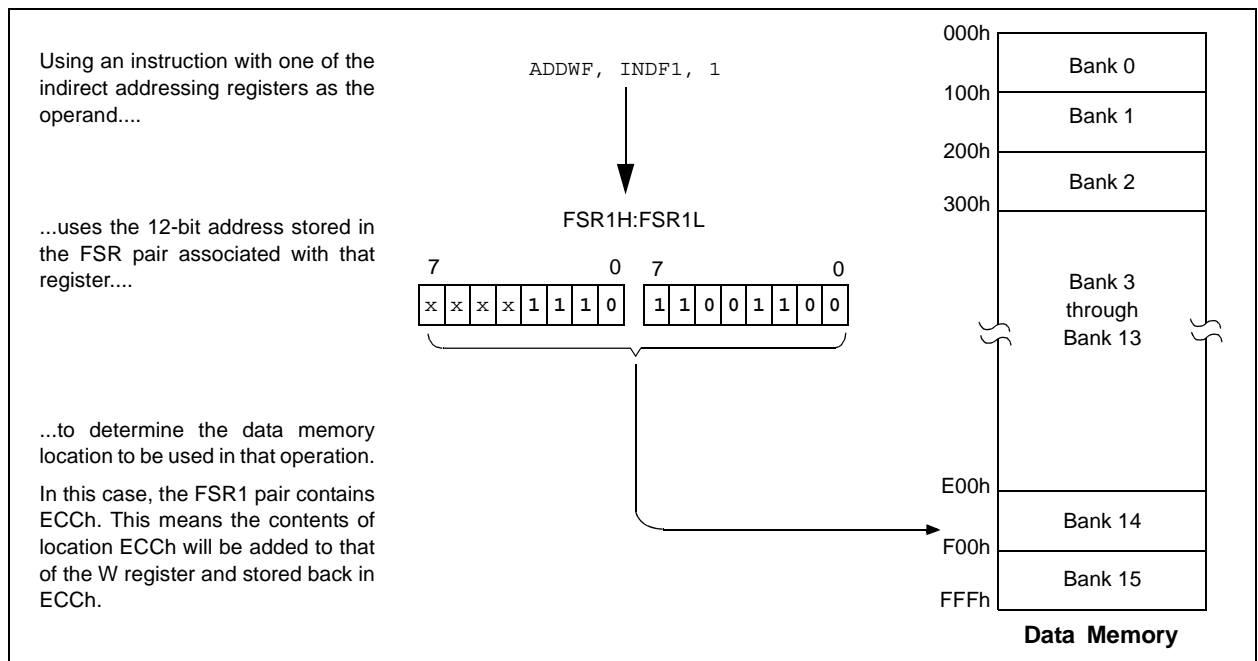 Using an instruction with one of the
indirect addressing registers as the
operand....
ADDWF, INDF1, 1
...uses the 12-bit address stored in
the FSR pair associated with that
register....
FSR1H:FSR1L
7 0 7 0
x x x x 1 1 1 0 1 1 0 0 1 1 0 0
...to determine the data memory
location to be used in that operation.
In this case, the FSR1 pair contains
ECCh. This means the contents of
location ECCh will be added to that
of the W register and stored back in
ECCh.
000h
Bank 0
100h
Bank 1
200h
Bank 2
300h
Bank 3
through
Bank 13
E00h
Bank 14
F00h
Bank 15
FFFh
Data Memory